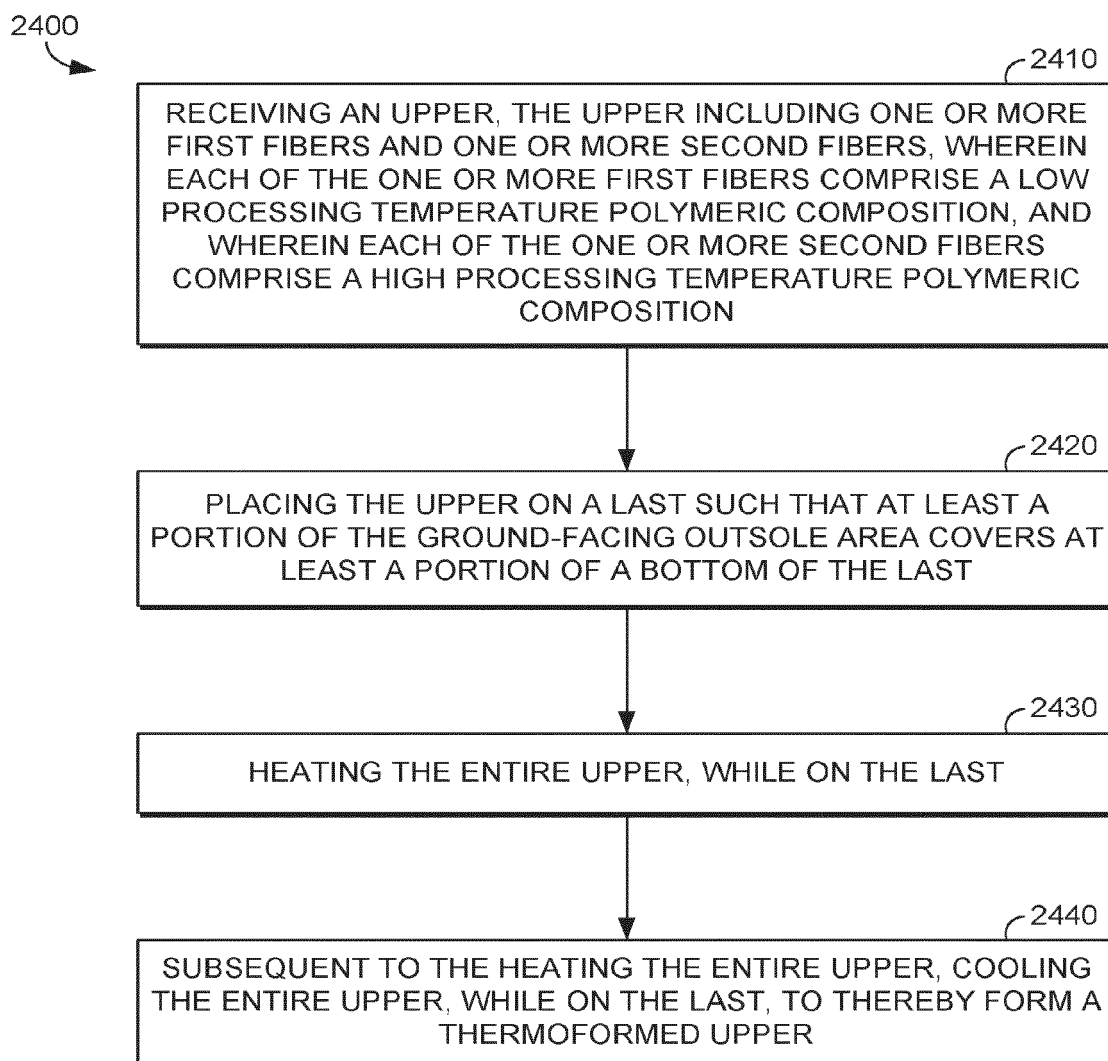 2400
2410
RECEIVING AN UPPER, THE UPPER INCLUDING ONE OR MORE
FIRST FIBERS AND ONE OR MORE SECOND FIBERS, WHEREIN
EACH OF THE ONE OR MORE FIRST FIBERS COMPRISE A LOW
PROCESSING TEMPERATURE POLYMERIC COMPOSITION, AND
WHEREIN EACH OF THE ONE OR MORE SECOND FIBERS
COMPRISE A HIGH PROCESSING TEMPERATURE POLYMERIC
COMPOSITION
2420
PLACING THE UPPER ON A LAST SUCH THAT AT LEAST A
PORTION OF THE GROUND-FACING OUTSOLE AREA COVERS AT
LEAST A PORTION OF A BOTTOM OF THE LAST
2430
HEATING THE ENTIRE UPPER, WHILE ON THE LAST
2440
SUBSEQUENT TO THE HEATING THE ENTIRE UPPER, COOLING
THE ENTIRE UPPER, WHILE ON THE LAST, TO THEREBY FORM A
THERMOFORMED UPPER